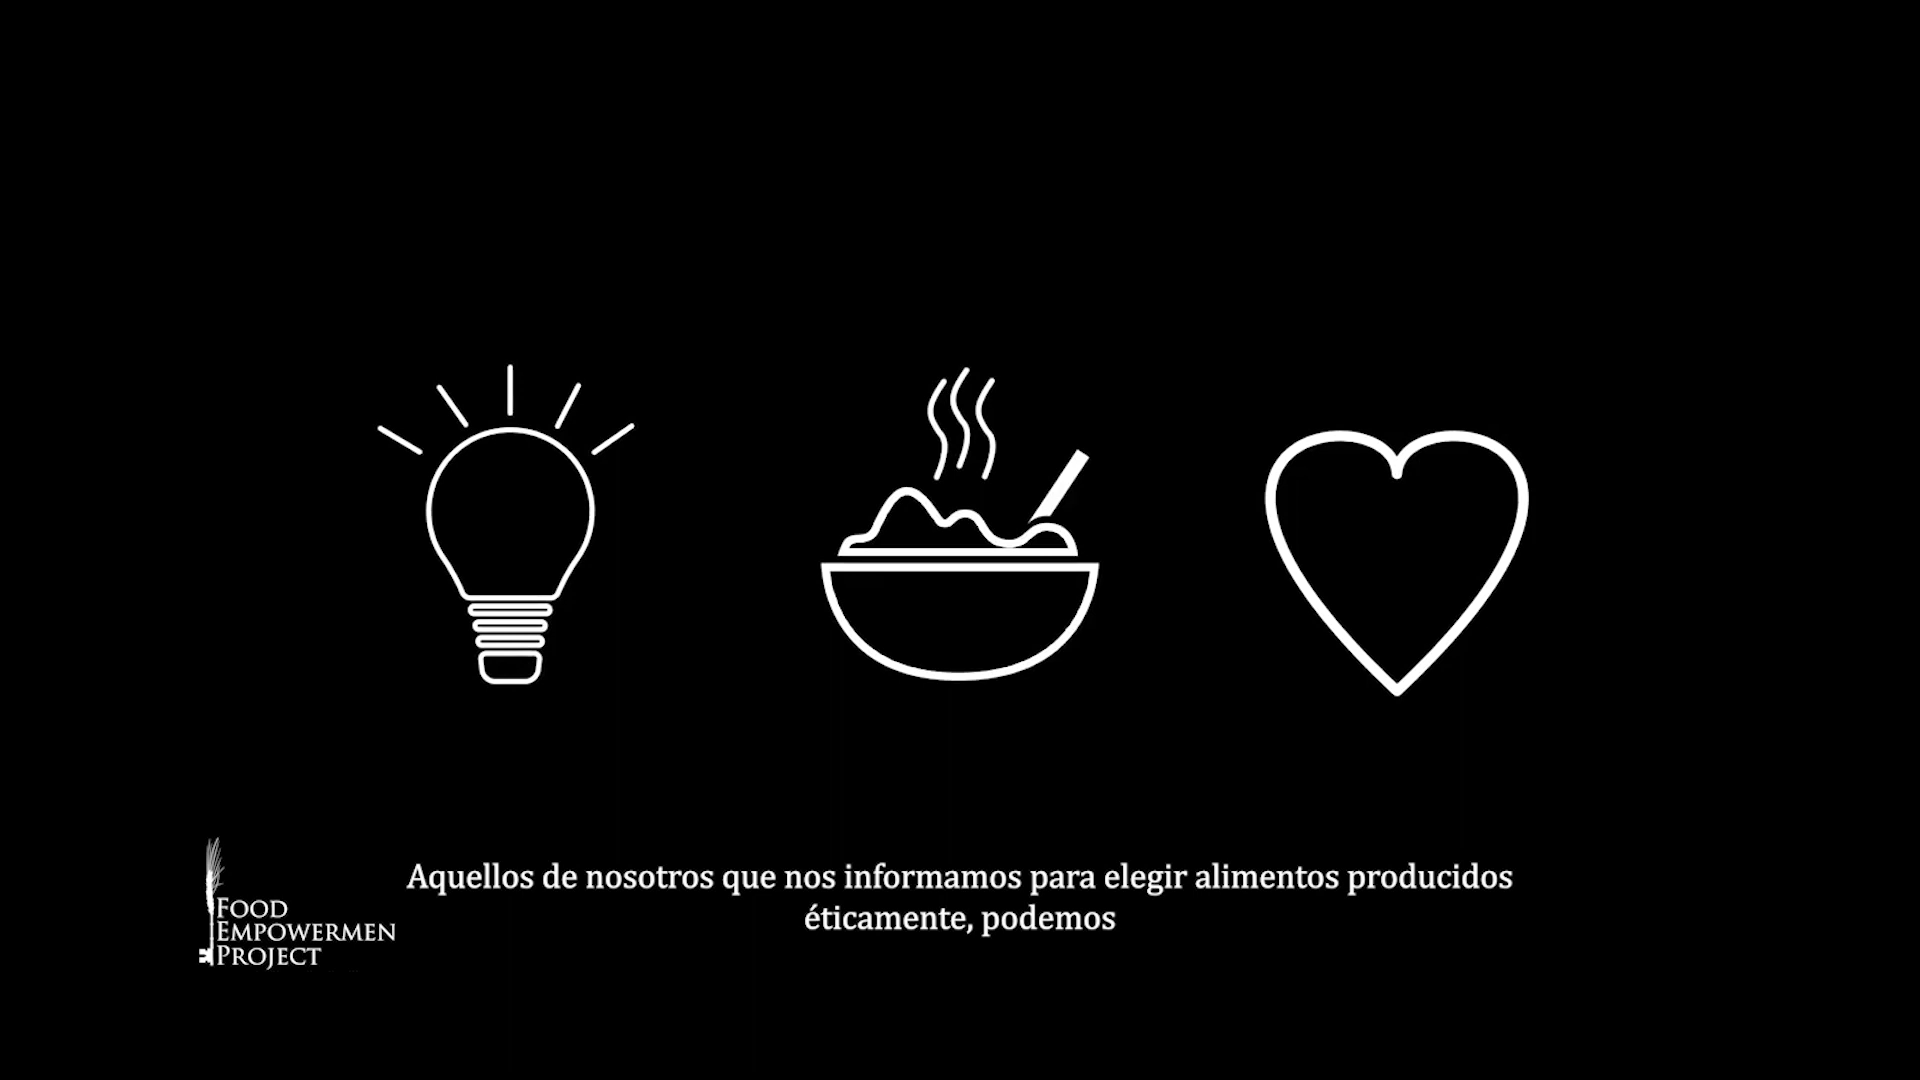 Aquellos de nosotros que nos informamos para elegir alimentos producidos
éticamente, podemos
FOOD
EMPOWERMEN
PROJECT